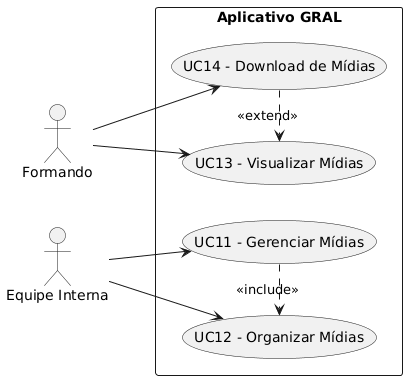 Aplicativo GRAL
UC14 - Download de Mídias
«extend»
Formando
UC13 - Visualizar Mídias
UC11 - Gerenciar Mídias
«include»
Equipe Interna
UC12 - Organizar Mídias